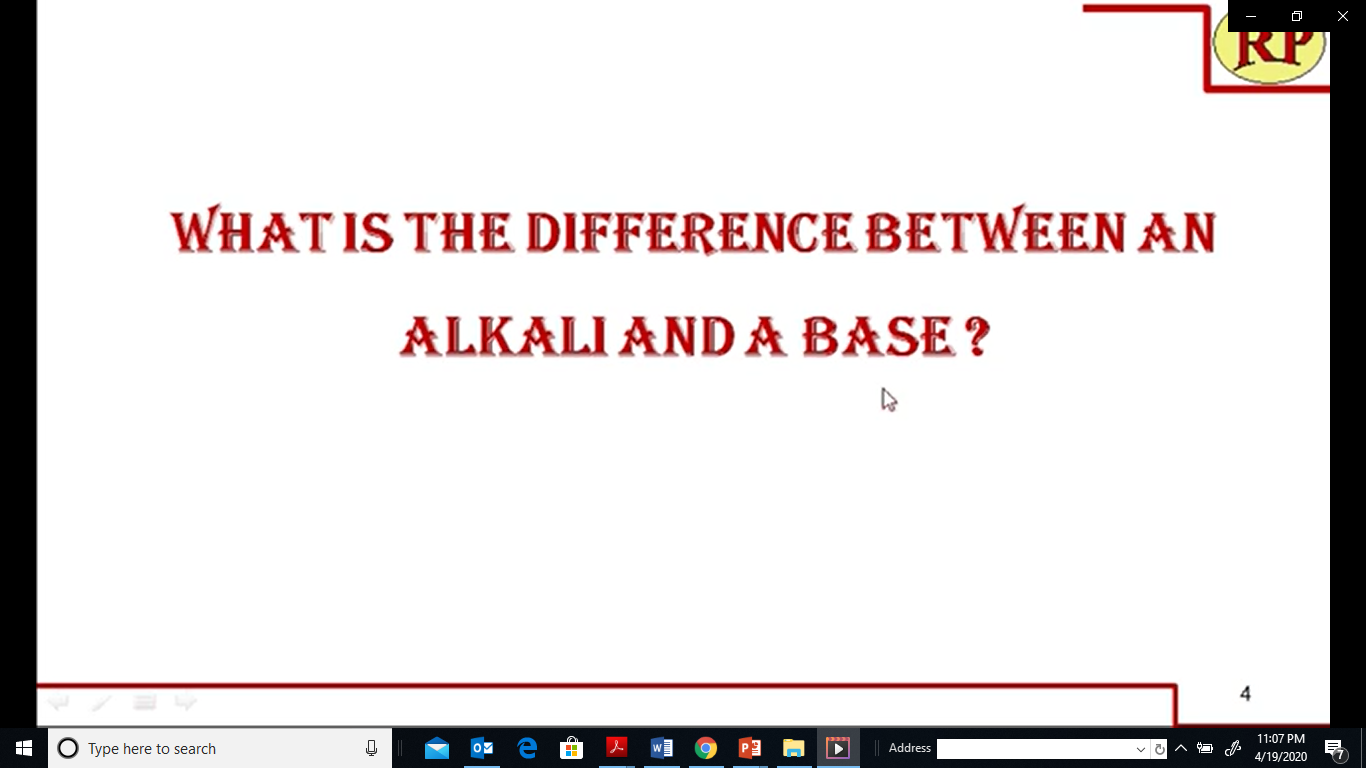 RP
WHAT IS THE DIFFERENCE BETWEEN AN
ALKALI AND A BASE ?
4
Type here to search
Address
11:07 PM
4/19/2020
7